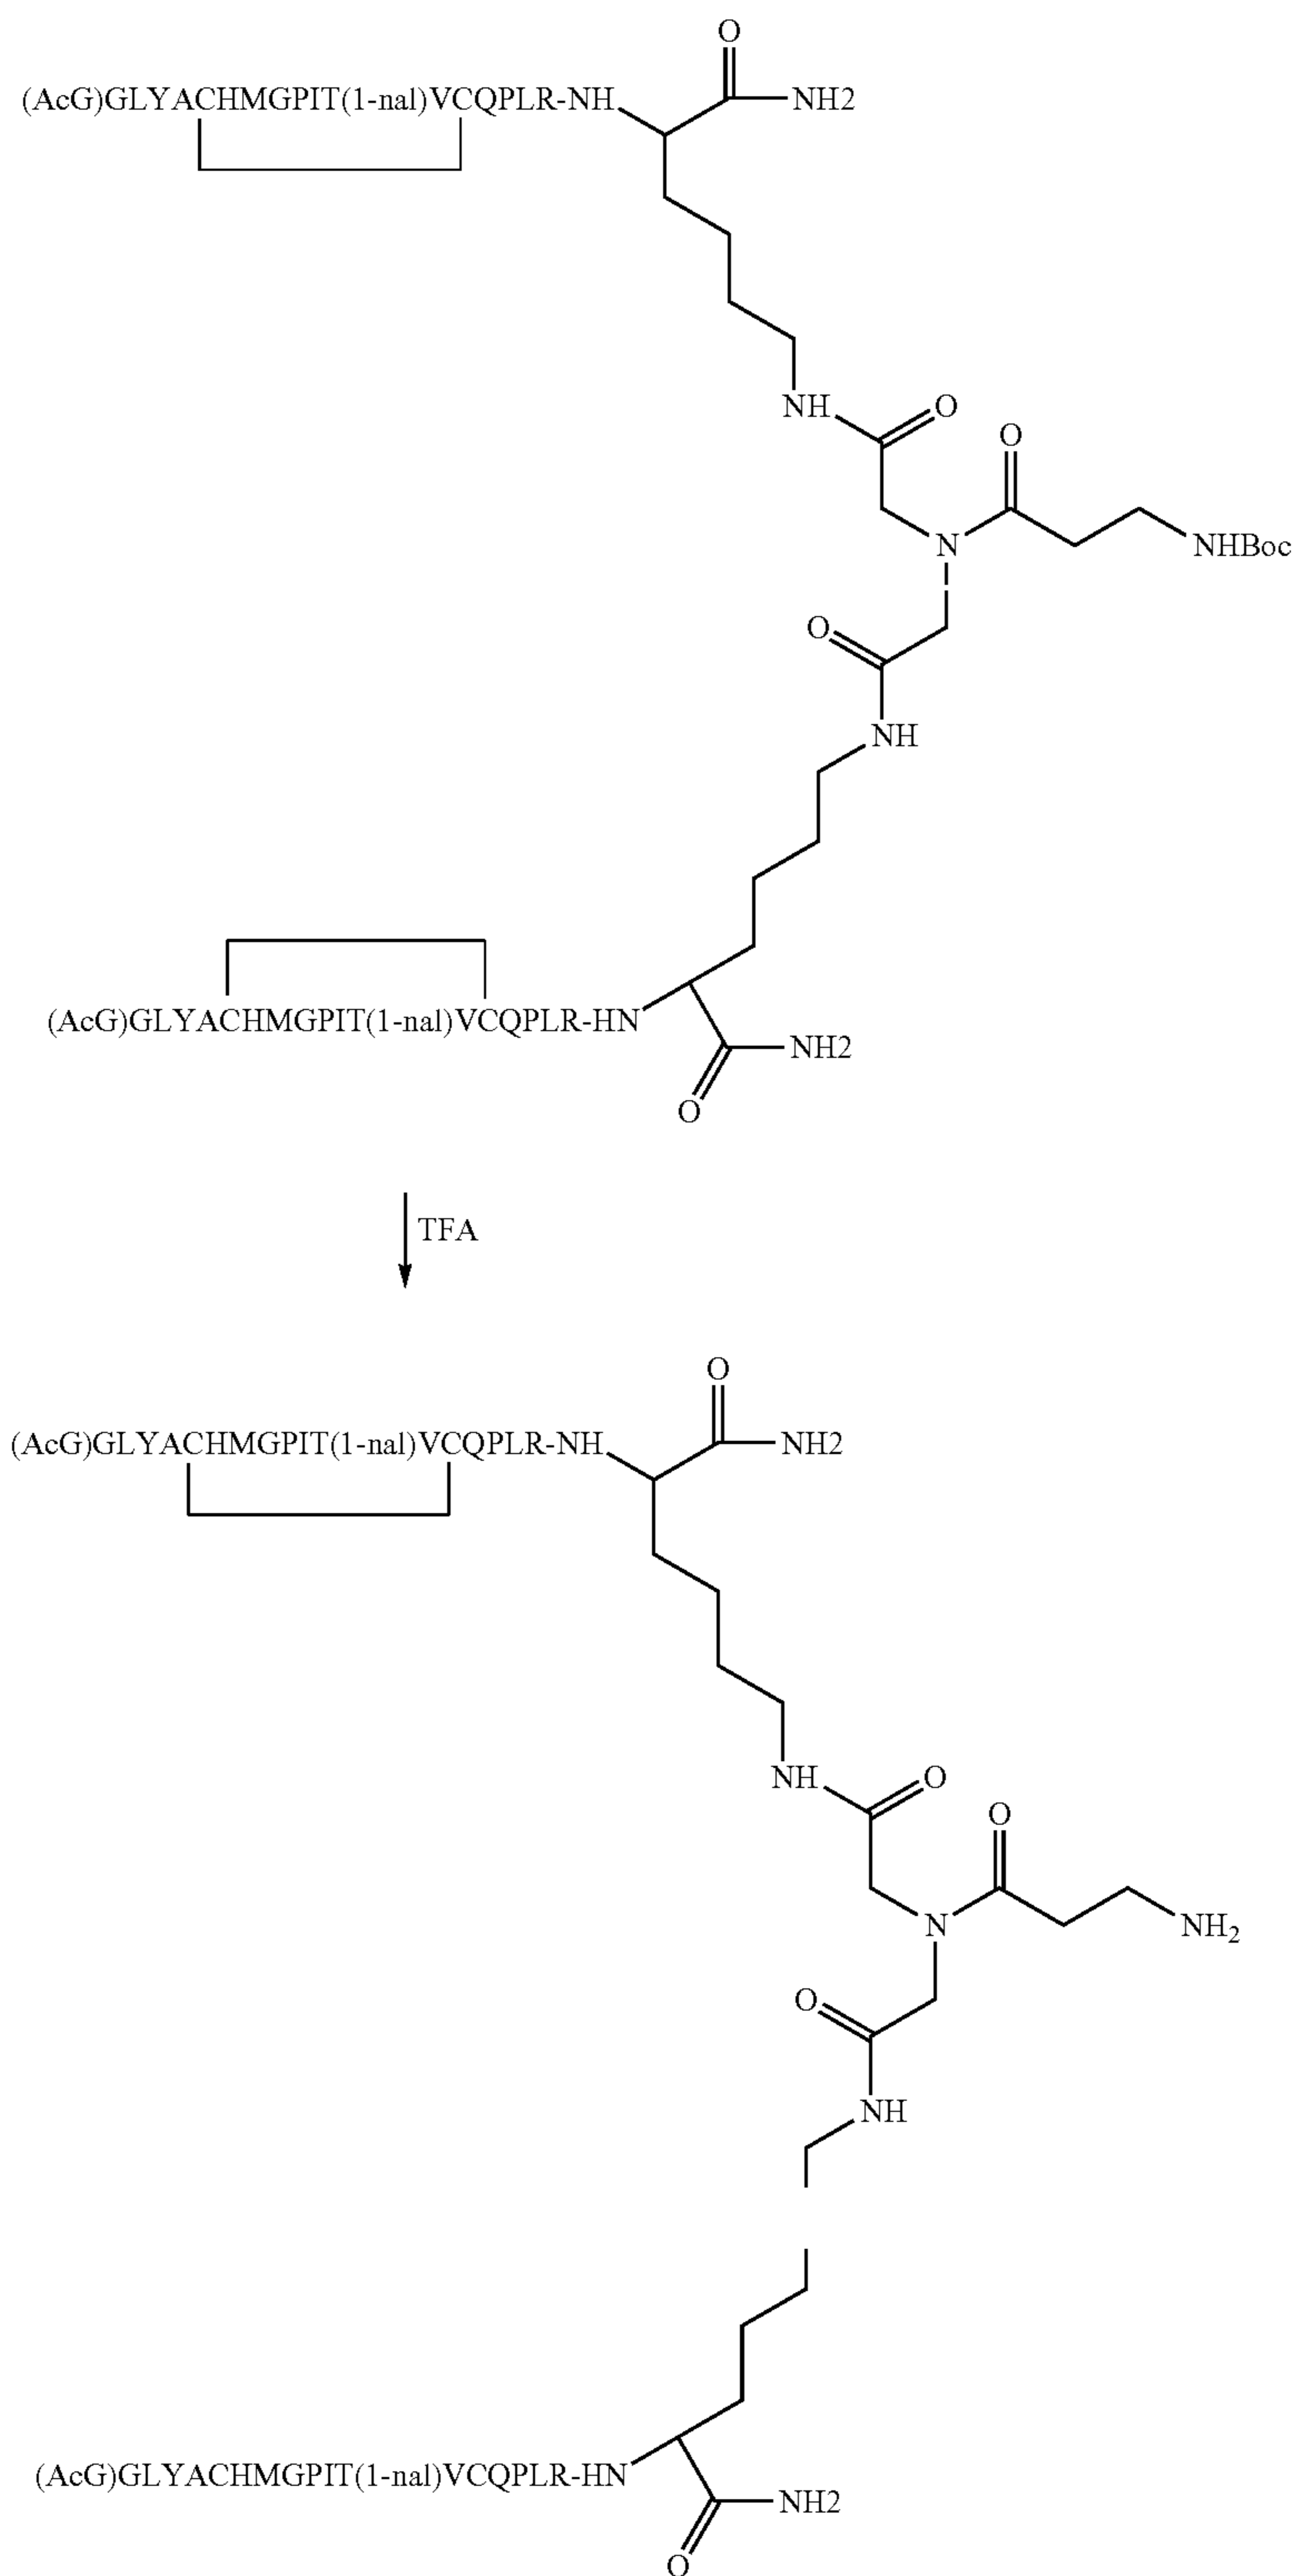 O
(AcG)GLYACHMGPIT(1-nal)VCQPLR-NH NH2
NH O
O
N NHBoc
O
NH
(AcG)GLYACHMGPIT(1-nal)VCQPLR-HN
NH2
O
TFA
O
(AcG)GLYACHMGPIT(1-nal)VCQPLR-NH NH2
NH O
O
N NH₂
O
NH
(AcG)GLYACHMGPIT(1-nal)VCQPLR-HN
NH2
O